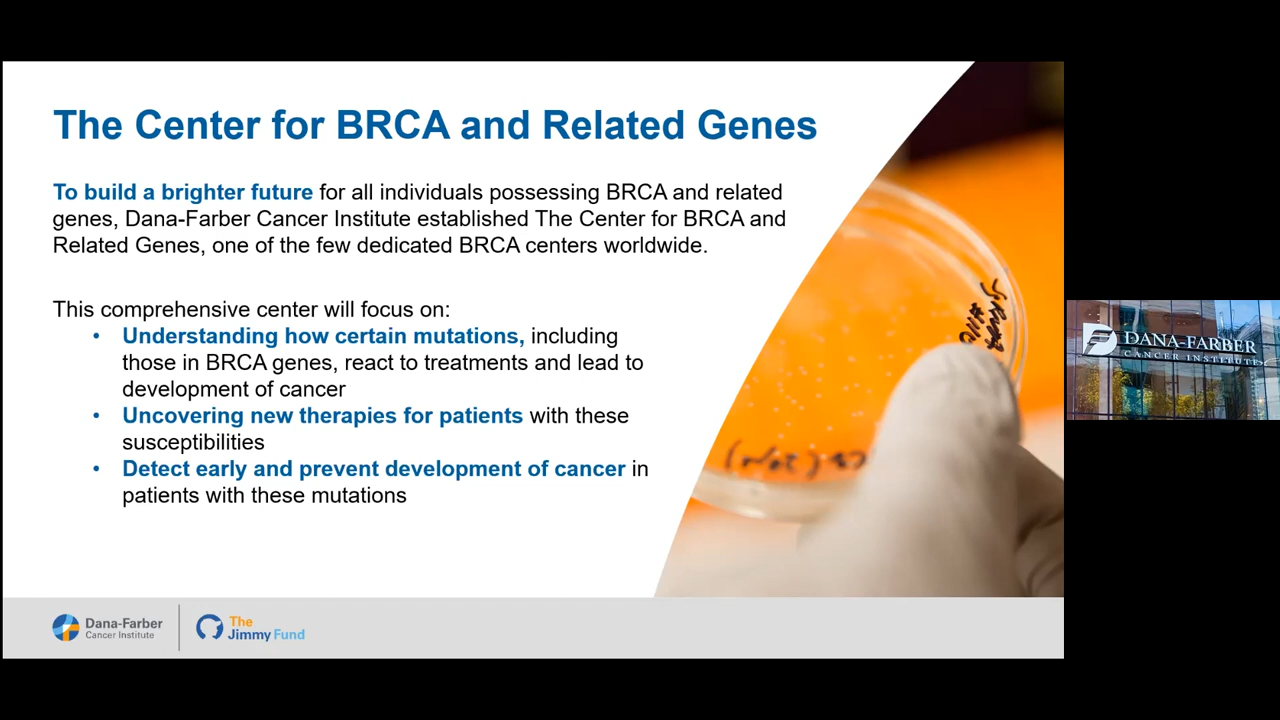 The Center for BRCA and Related Genes
To build a brighter future for all individuals possessing BRCA and related
genes, Dana-Farber Cancer Institute established The Center for BRCA and
Related Genes, one of the few dedicated BRCA centers worldwide.
This comprehensive center will focus on:
• Understanding how certain mutations, including
those in BRCA genes, react to treatments and lead to
development of cancer
• Uncovering new therapies for patients with these
susceptibilities
• Detect early and prevent development of cancer in
patients with these mutations
Dana-Farber
Cancer Institute
The
Jimmy Fund
DANA-FARBER
CANCER INSTITUTE